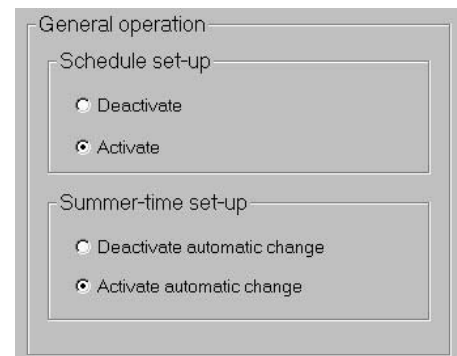 General operation
Schedule set-up
Deactivate
Activate
Summer-time set-up
Deactivate automatic change
Activate automatic change